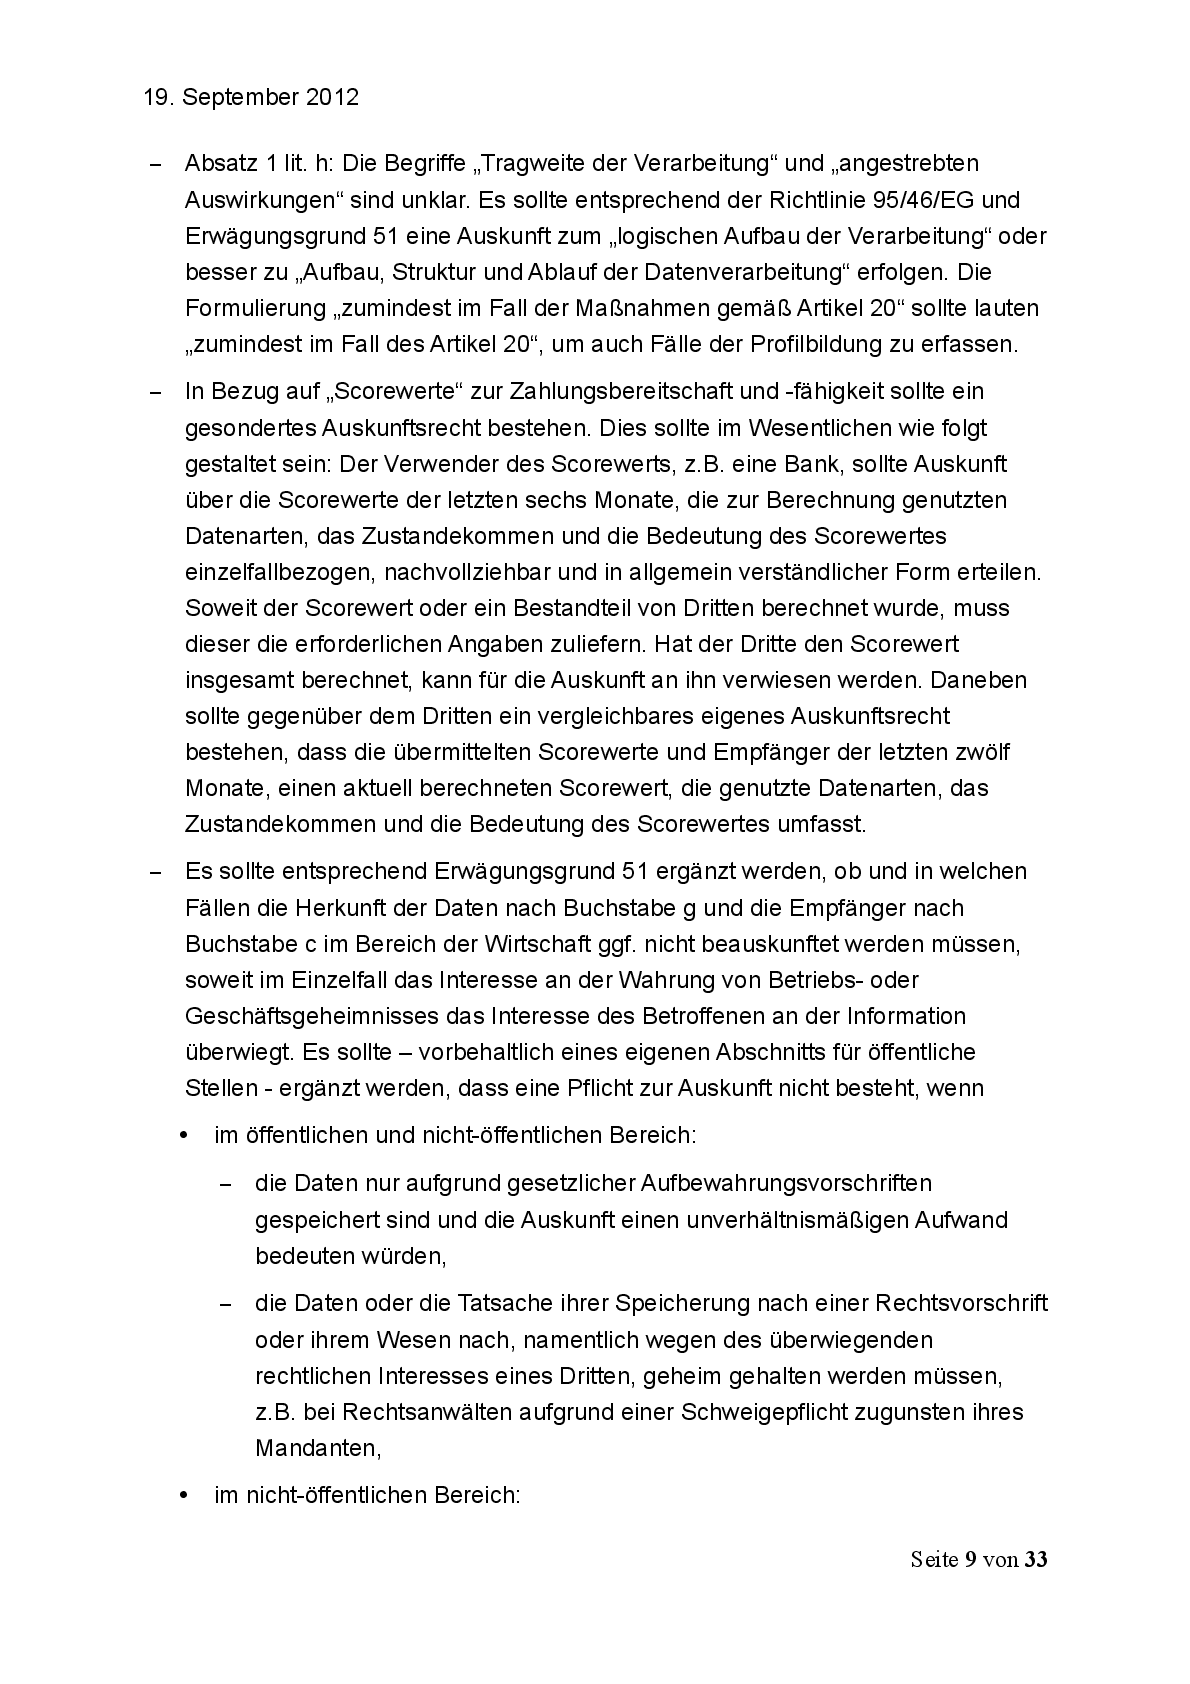 19. September 2012
– Absatz 1 lit. h: Die Begriffe „Tragweite der Verarbeitung“ und „angestrebten
Auswirkungen“ sind unklar. Es sollte entsprechend der Richtlinie 95/46/EG und
Erwägungsgrund 51 eine Auskunft zum „logischen Aufbau der Verarbeitung“ oder
besser zu „Aufbau, Struktur und Ablauf der Datenverarbeitung“ erfolgen. Die
Formulierung „zumindest im Fall der Maßnahmen gemäß Artikel 20“ sollte lauten
„zumindest im Fall des Artikel 20“, um auch Fälle der Profilbildung zu erfassen.
– In Bezug auf „Scorewerte“ zur Zahlungsbereitschaft und -fähigkeit sollte ein
gesondertes Auskunftsrecht bestehen. Dies sollte im Wesentlichen wie folgt
gestaltet sein: Der Verwender des Scorewerts, z.B. eine Bank, sollte Auskunft
über die Scorewerte der letzten sechs Monate, die zur Berechnung genutzten
Datenarten, das Zustandekommen und die Bedeutung des Scorewertes
einzelfallbezogen, nachvollziehbar und in allgemein verständlicher Form erteilen.
Soweit der Scorewert oder ein Bestandteil von Dritten berechnet wurde, muss
dieser die erforderlichen Angaben zuliefern. Hat der Dritte den Scorewert
insgesamt berechnet, kann für die Auskunft an ihn verwiesen werden. Daneben
sollte gegenüber dem Dritten ein vergleichbares eigenes Auskunftsrecht
bestehen, dass die übermittelten Scorewerte und Empfänger der letzten zwölf
Monate, einen aktuell berechneten Scorewert, die genutzte Datenarten, das
Zustandekommen und die Bedeutung des Scorewertes umfasst.
– Es sollte entsprechend Erwägungsgrund 51 ergänzt werden, ob und in welchen
Fällen die Herkunft der Daten nach Buchstabe g und die Empfänger nach
Buchstabe c im Bereich der Wirtschaft ggf. nicht beauskunftet werden müssen,
soweit im Einzelfall das Interesse an der Wahrung von Betriebs- oder
Geschäftsgeheimnisses das Interesse des Betroffenen an der Information
überwiegt. Es sollte – vorbehaltlich eines eigenen Abschnitts für öffentliche
Stellen - ergänzt werden, dass eine Pflicht zur Auskunft nicht besteht, wenn
• im öffentlichen und nicht-öffentlichen Bereich:
– die Daten nur aufgrund gesetzlicher Aufbewahrungsvorschriften
gespeichert sind und die Auskunft einen unverhältnismäßigen Aufwand
bedeuten würden,
– die Daten oder die Tatsache ihrer Speicherung nach einer Rechtsvorschrift
oder ihrem Wesen nach, namentlich wegen des überwiegenden
rechtlichen Interesses eines Dritten, geheim gehalten werden müssen,
z.B. bei Rechtsanwälten aufgrund einer Schweigepflicht zugunsten ihres
Mandanten,
• im nicht-öffentlichen Bereich:
Seite 9 von 33